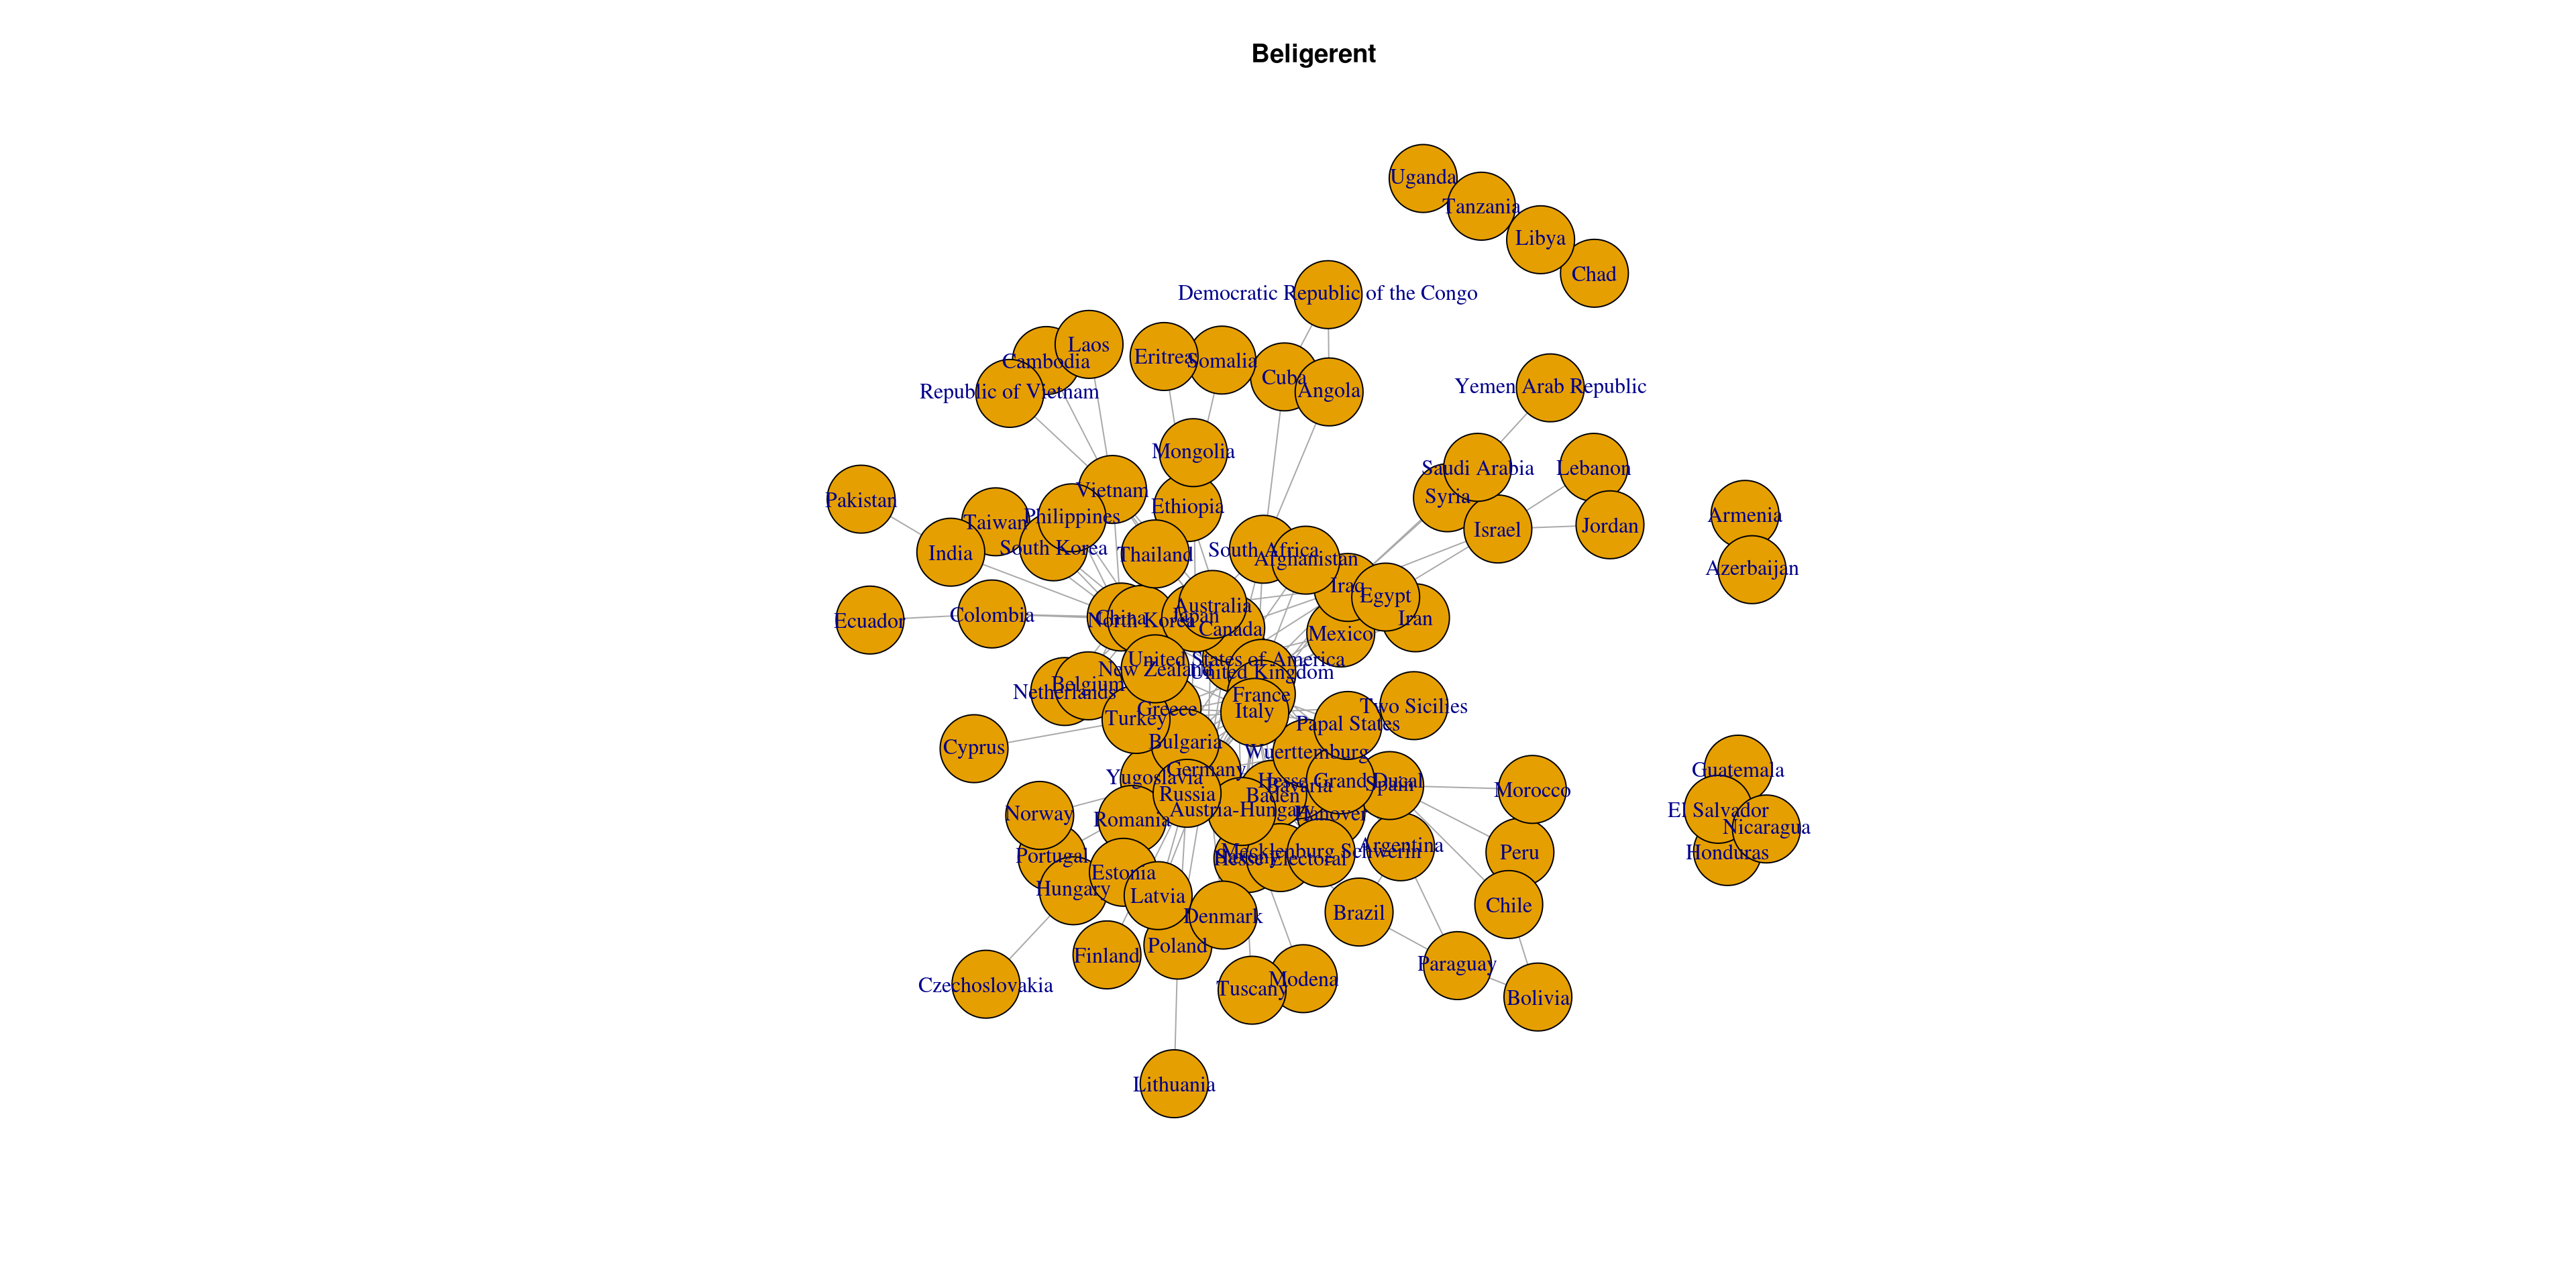 Beligerent
Uganda
Tanzania
Libya
Chad
Democratic Republic of the Congo
Laos
Cambodia
Eritrea
Somalia
Cuba
Angola
Republic of Vietnam
Yemen Arab Republic
Mongolia
Saudi Arabia
Lebanon
Syria
Vietnam
Pakistan
Ethiopia
Philippines
Taiwan
Israel
Jordan
Armenia
South Korea
India
Thailand
South Africa
Afghanistan
Azerbaijan
Iraq
Egypt
Australia
Colombia
China
North Korea
Japan
Iran
Ecuador
Canada
Mexico
United States of America
New Zealand
United Kingdom
Belgium
Netherlands
France
Two Sicilies
Greece
Italy
Turkey
Papal States
Cyprus
Bulgaria
Wuerttemburg
Germany
Guatemala
Yugoslavia
Hesse Grand Ducal
Spain
Bavaria
Morocco
Russia
Baden
Austria-Hungary
El Salvador
Norway
Hanover
Romania
Nicaragua
Argentina
Mecklenburg Schwerin
Peru
Honduras
Portugal
Saxony
Hesse Electoral
Estonia
Hungary
Latvia
Chile
Brazil
Denmark
Poland
Finland
Paraguay
Modena
Czechoslovakia
Tuscany
Bolivia
Lithuania